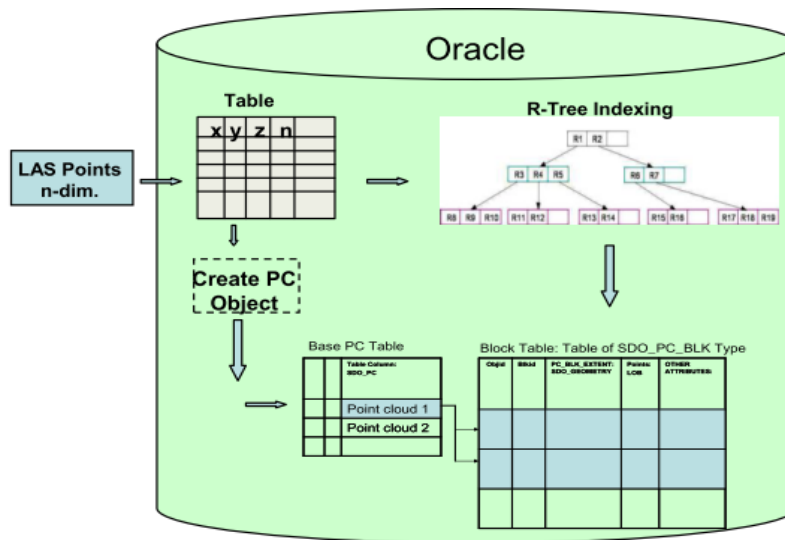 Oracle
Table
R-Tree Indexing
x y z n
R1 R2
LAS Points
n-dim.
R3 R4 R5
R6 R7
R8 R9 R10
R11 R12
R13 R14
R15 R16
R17 R18 R19
Create PC
Object
Base PC Table
Block Table: Table of SDO_PC_BLK Type
Table Column:
SDO_PC
Objid
Blkid
PC_BLK_EXTENT:
SDO_GEOMETRY
Points:
LOB
OTHER
ATTRIBUTES:
Point cloud 1
Point cloud 2